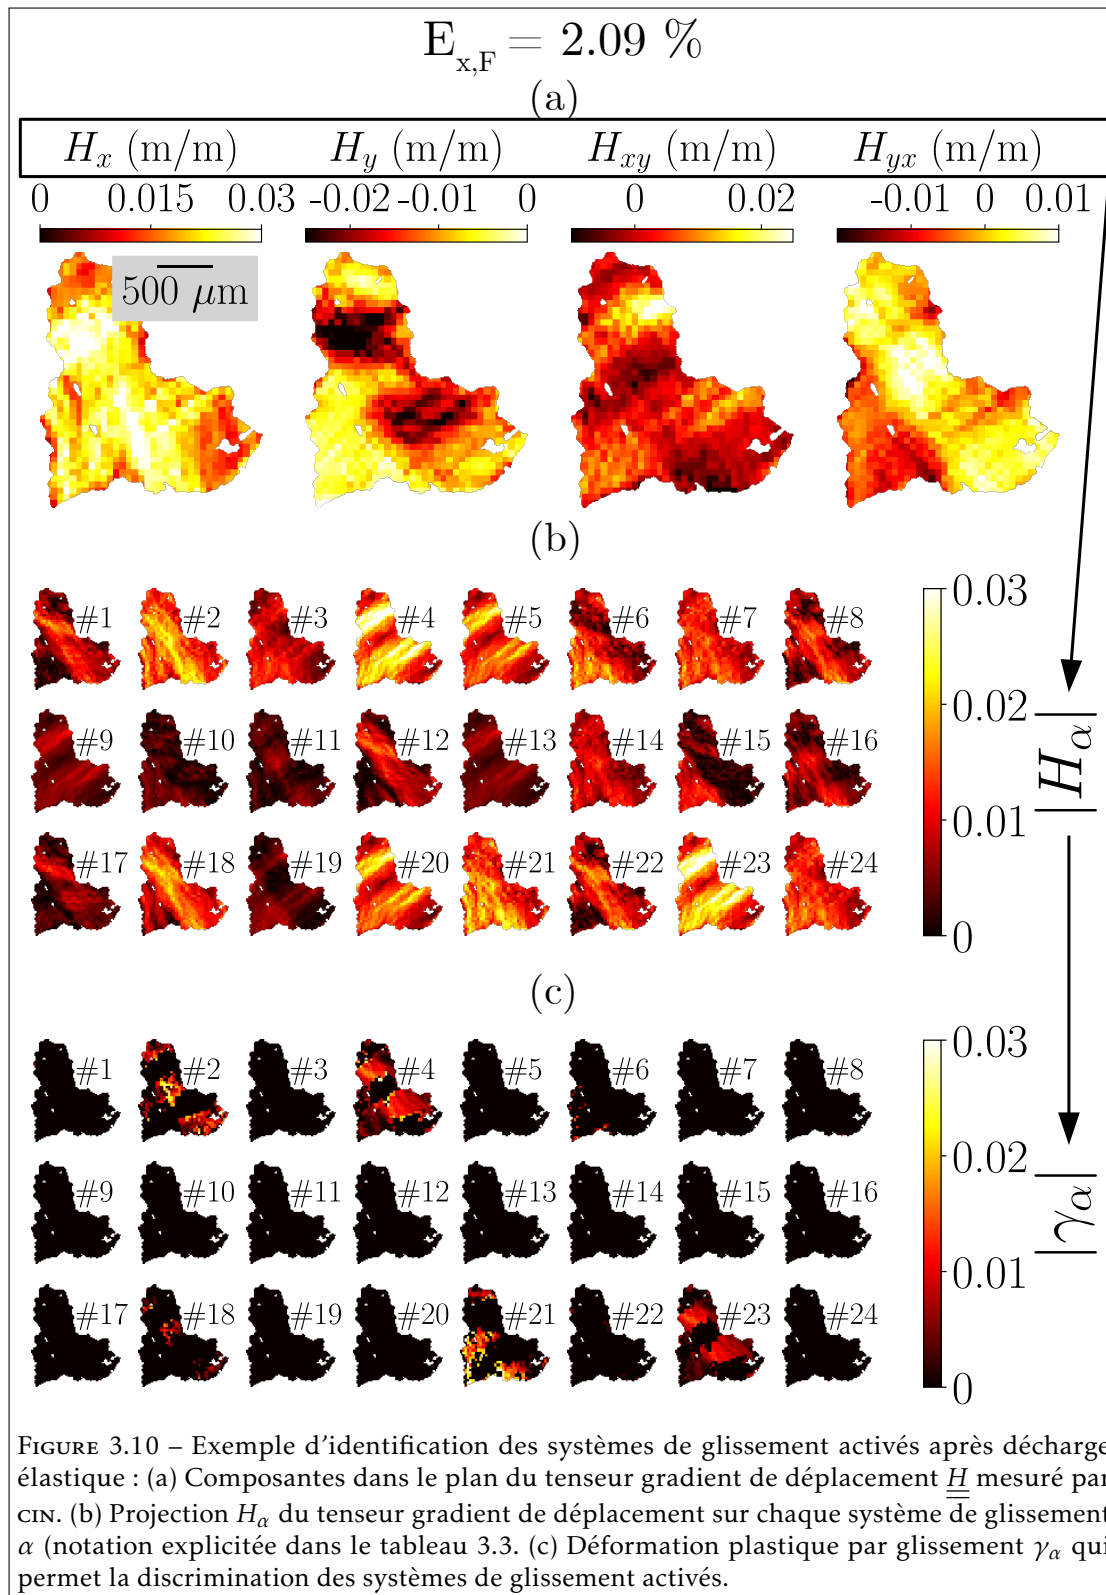 E_{x,F} = 2.09 %
(a)
H_x (m/m) H_y (m/m) H_{xy} (m/m) H_{yx} (m/m)
0 0.015 0.03 -0.02 -0.01 0 0 0.02 -0.01 0 0.01
500 μm
(b)
#1 #2 #3 #4 #5 #6 #7 #8
#9 #10 #11 #12 #13 #14 #15 #16
#17 #18 #19 #20 #21 #22 #23 #24
0.03
0.02
0.01
0
|H_α|
(c)
#1 #2 #3 #4 #5 #6 #7 #8
#9 #10 #11 #12 #13 #14 #15 #16
#17 #18 #19 #20 #21 #22 #23 #24
0.03
0.02
0.01
0
|γ_α|
FIGURE 3.10 – Exemple d'identification des systèmes de glissement activés après décharge
élastique : (a) Composantes dans le plan du tenseur gradient de déplacement H mesuré par
CIN. (b) Projection H_α du tenseur gradient de déplacement sur chaque système de glissement
α (notation explicitée dans le tableau 3.3. (c) Déformation plastique par glissement γ_α qui
permet la discrimination des systèmes de glissement activés.